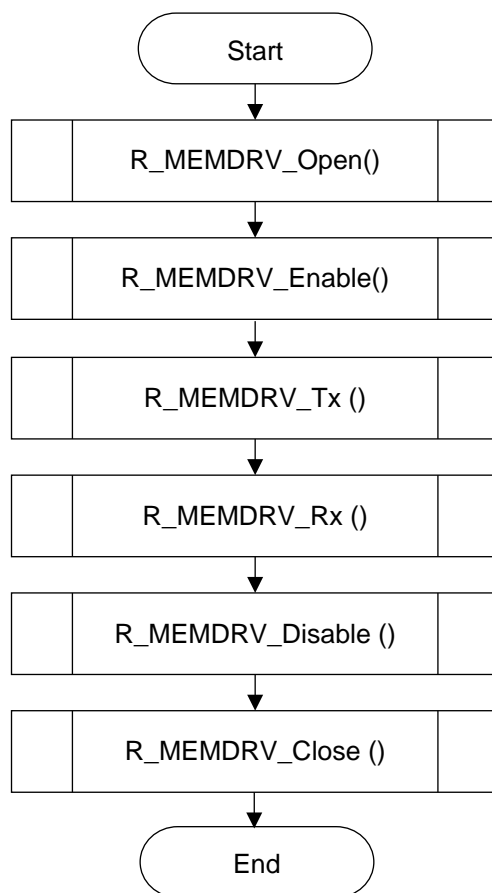 Start
R_MEMDRV_Open()
R_MEMDRV_Enable()
R_MEMDRV_Tx ()
R_MEMDRV_Rx ()
R_MEMDRV_Disable ()
R_MEMDRV_Close ()
End